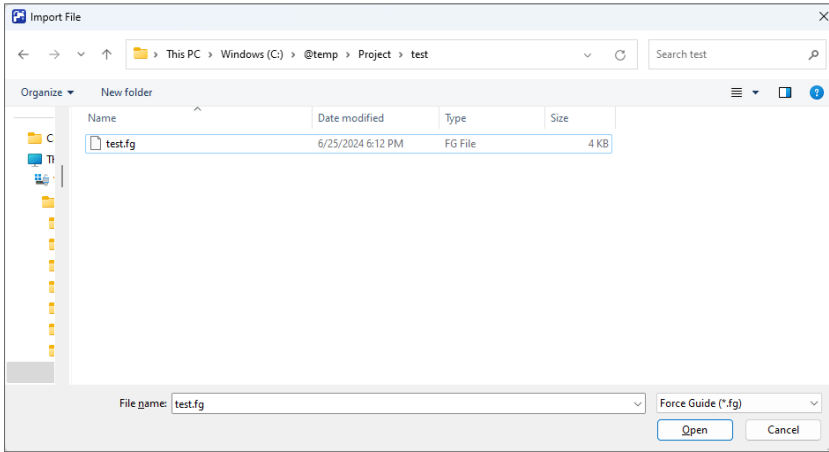 Import File
This PC > Windows (C:) > @temp > Project > test
Search test
Organize
New folder
Name Date modified Type Size
test.fg 6/25/2024 6:12 PM FG File 4 KB
C
Th
File name: test.fg
Force Guide (*.fg)
Open Cancel